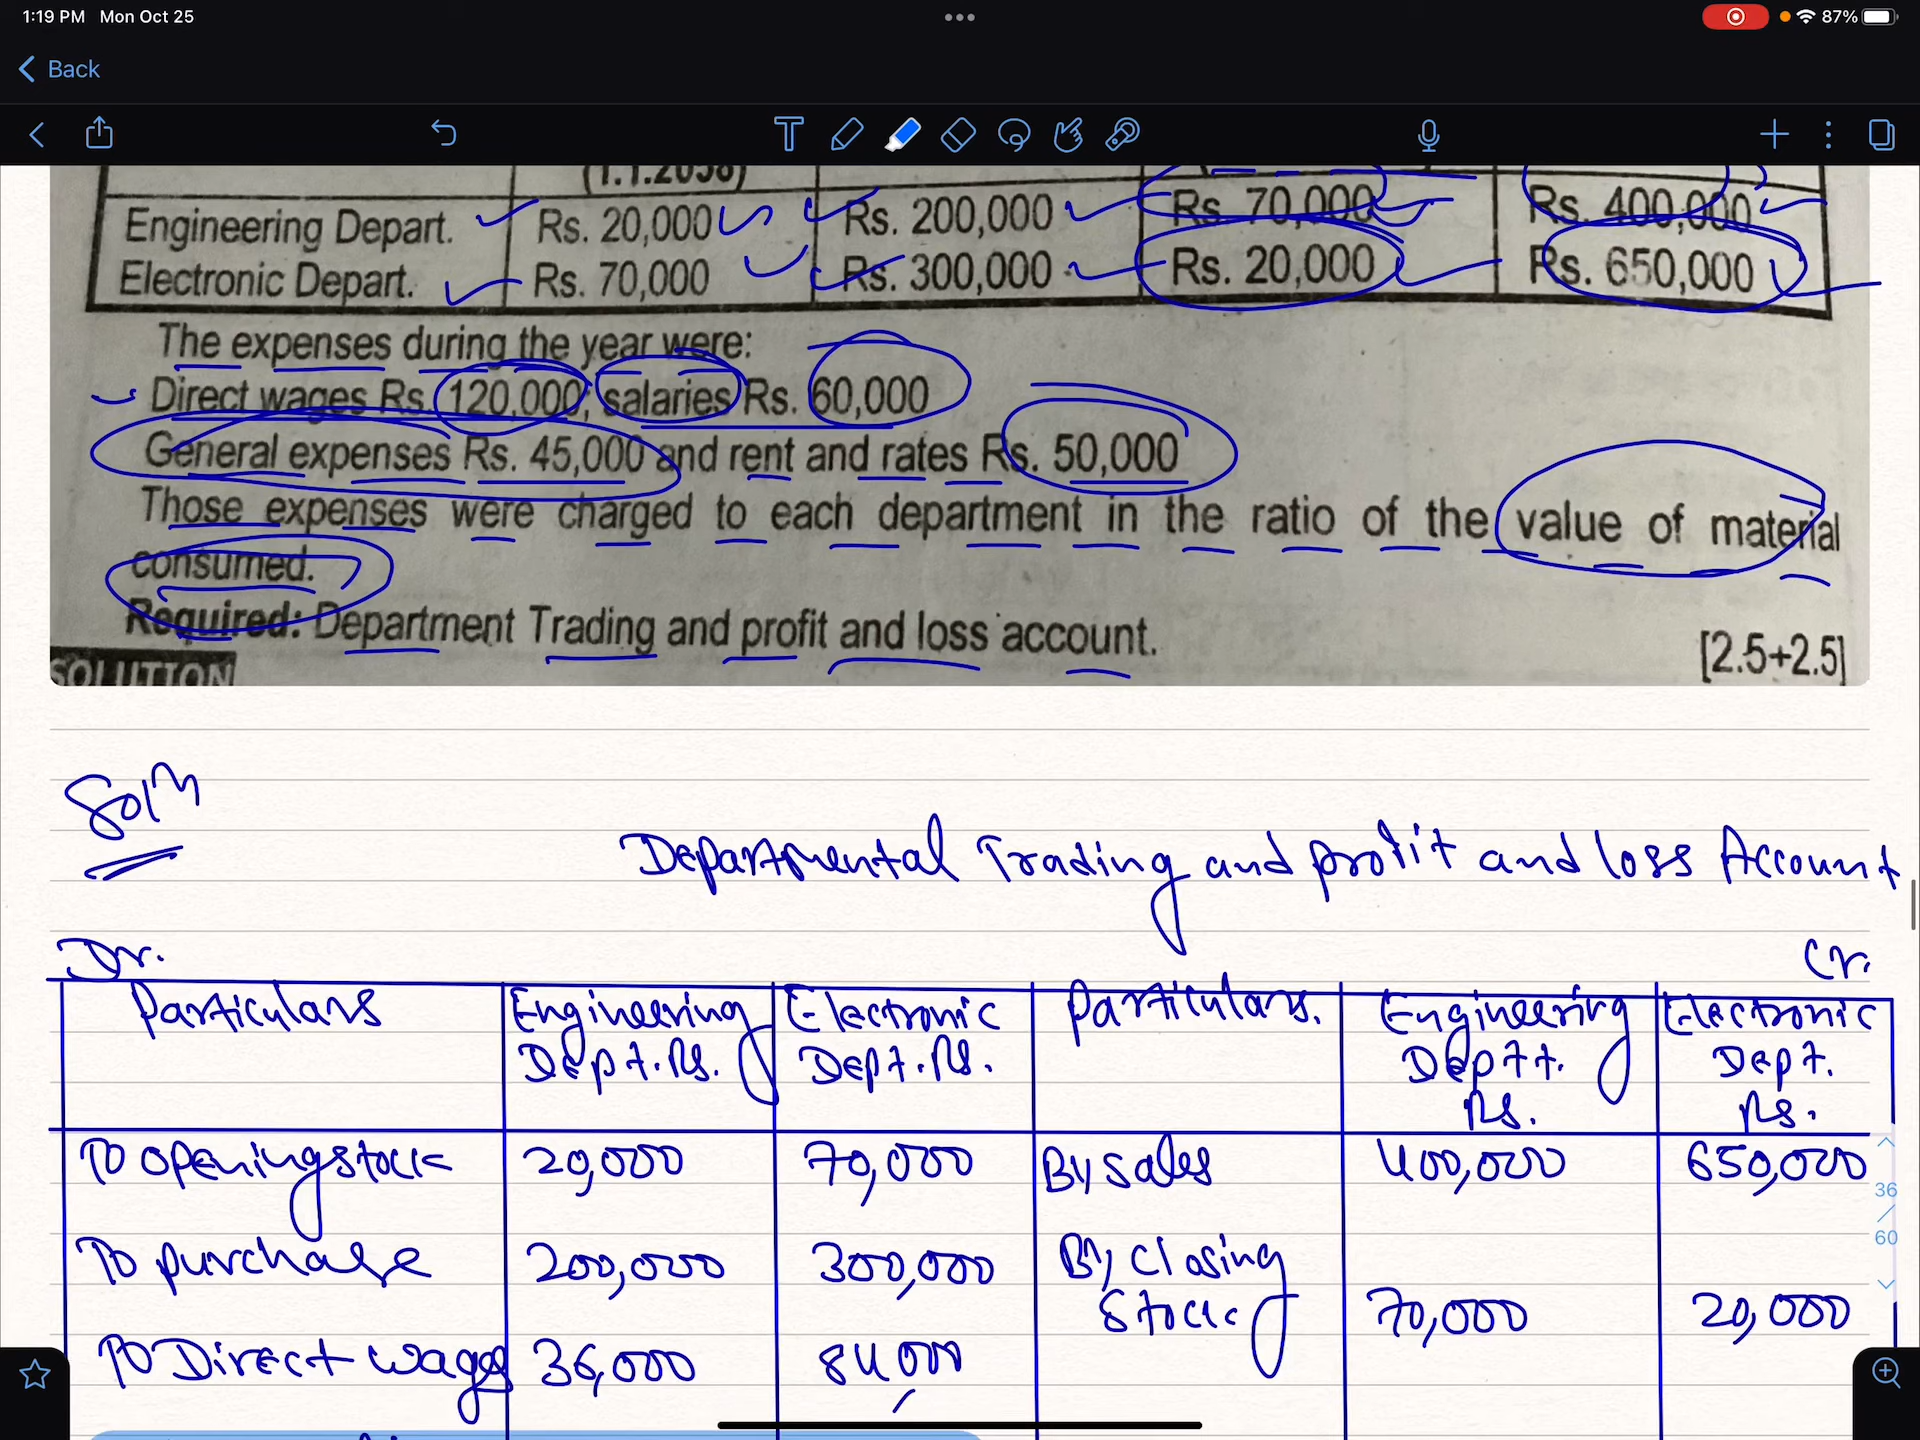 1:19 PM Mon Oct 25
87%
Back
(1.1.2058)
Engineering Depart. Rs. 20,000 Rs. 200,000 Rs. 70,000 Rs. 400,000
Electronic Depart. Rs. 70,000 Rs. 300,000 Rs. 20,000 Rs. 650,000
The expenses during the year were:
Direct wages Rs. 120,000, salaries Rs. 60,000
General expenses Rs. 45,000 and rent and rates Rs. 50,000
Those expenses were charged to each department in the ratio of the value of material
consumed.
Required: Department Trading and profit and loss account.
[2.5+2.5]
SOLUTION
Soln
Departmental Trading and profit and loss Account
Dr. Cr.
Particulars Engineering Dept. Rs. Electronic Dept. Rs. Particulars. Engineering Deptt. Rs. Electronic Dept. Rs.
To opening stock 20,000 70,000 By sales 400,000 650,000
To purchase 200,000 300,000 By closing stock 70,000 20,000
To Direct wages 36,000 84,000
36
/
60